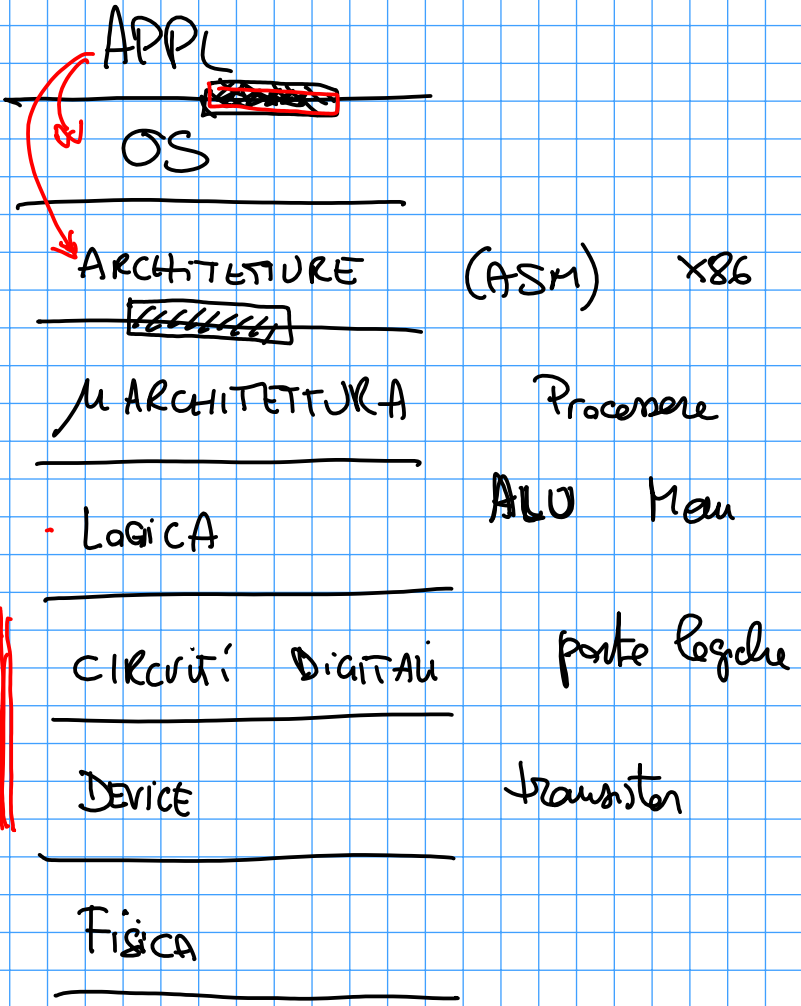 APPL
OS
ARCHITETTURE (ASM) x86
μ ARCHITETTURA Processore
LOGICA ALU Mem
CIRCUITI DIGITALI porte logiche
DEVICE transistor
FISICA